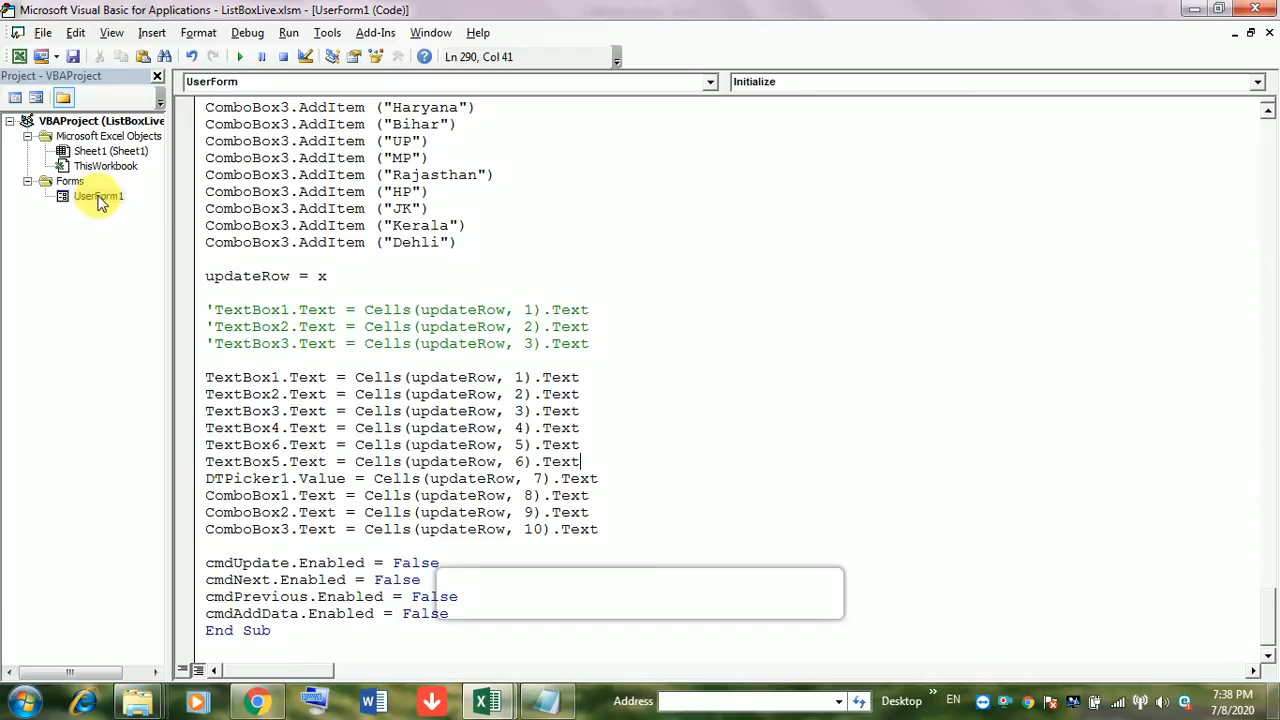 Microsoft Visual Basic for Applications - ListBoxLive.xlsm - [UserForm1 (Code)]
File Edit View Insert Format Debug Run Tools Add-Ins Window Help
Ln 290, Col 41
Project - VBAProject
UserForm
Initialize
VBAProject (ListBoxLive
Microsoft Excel Objects
Sheet1 (Sheet1)
ThisWorkbook
Forms
UserForm1
ComboBox3.AddItem ("Haryana")
ComboBox3.AddItem ("Bihar")
ComboBox3.AddItem ("UP")
ComboBox3.AddItem ("MP")
ComboBox3.AddItem ("Rajasthan")
ComboBox3.AddItem ("HP")
ComboBox3.AddItem ("JK")
ComboBox3.AddItem ("Kerala")
ComboBox3.AddItem ("Dehli")
updateRow = x
'TextBox1.Text = Cells(updateRow, 1).Text
'TextBox2.Text = Cells(updateRow, 2).Text
'TextBox3.Text = Cells(updateRow, 3).Text
TextBox1.Text = Cells(updateRow, 1).Text
TextBox2.Text = Cells(updateRow, 2).Text
TextBox3.Text = Cells(updateRow, 3).Text
TextBox4.Text = Cells(updateRow, 4).Text
TextBox6.Text = Cells(updateRow, 5).Text
TextBox5.Text = Cells(updateRow, 6).Text
DTPicker1.Value = Cells(updateRow, 7).Text
ComboBox1.Text = Cells(updateRow, 8).Text
ComboBox2.Text = Cells(updateRow, 9).Text
ComboBox3.Text = Cells(updateRow, 10).Text
cmdUpdate.Enabled = False
cmdNext.Enabled = False
cmdPrevious.Enabled = False
cmdAddData.Enabled = False
End Sub
Address
Desktop
EN
7:38 PM
7/8/2020